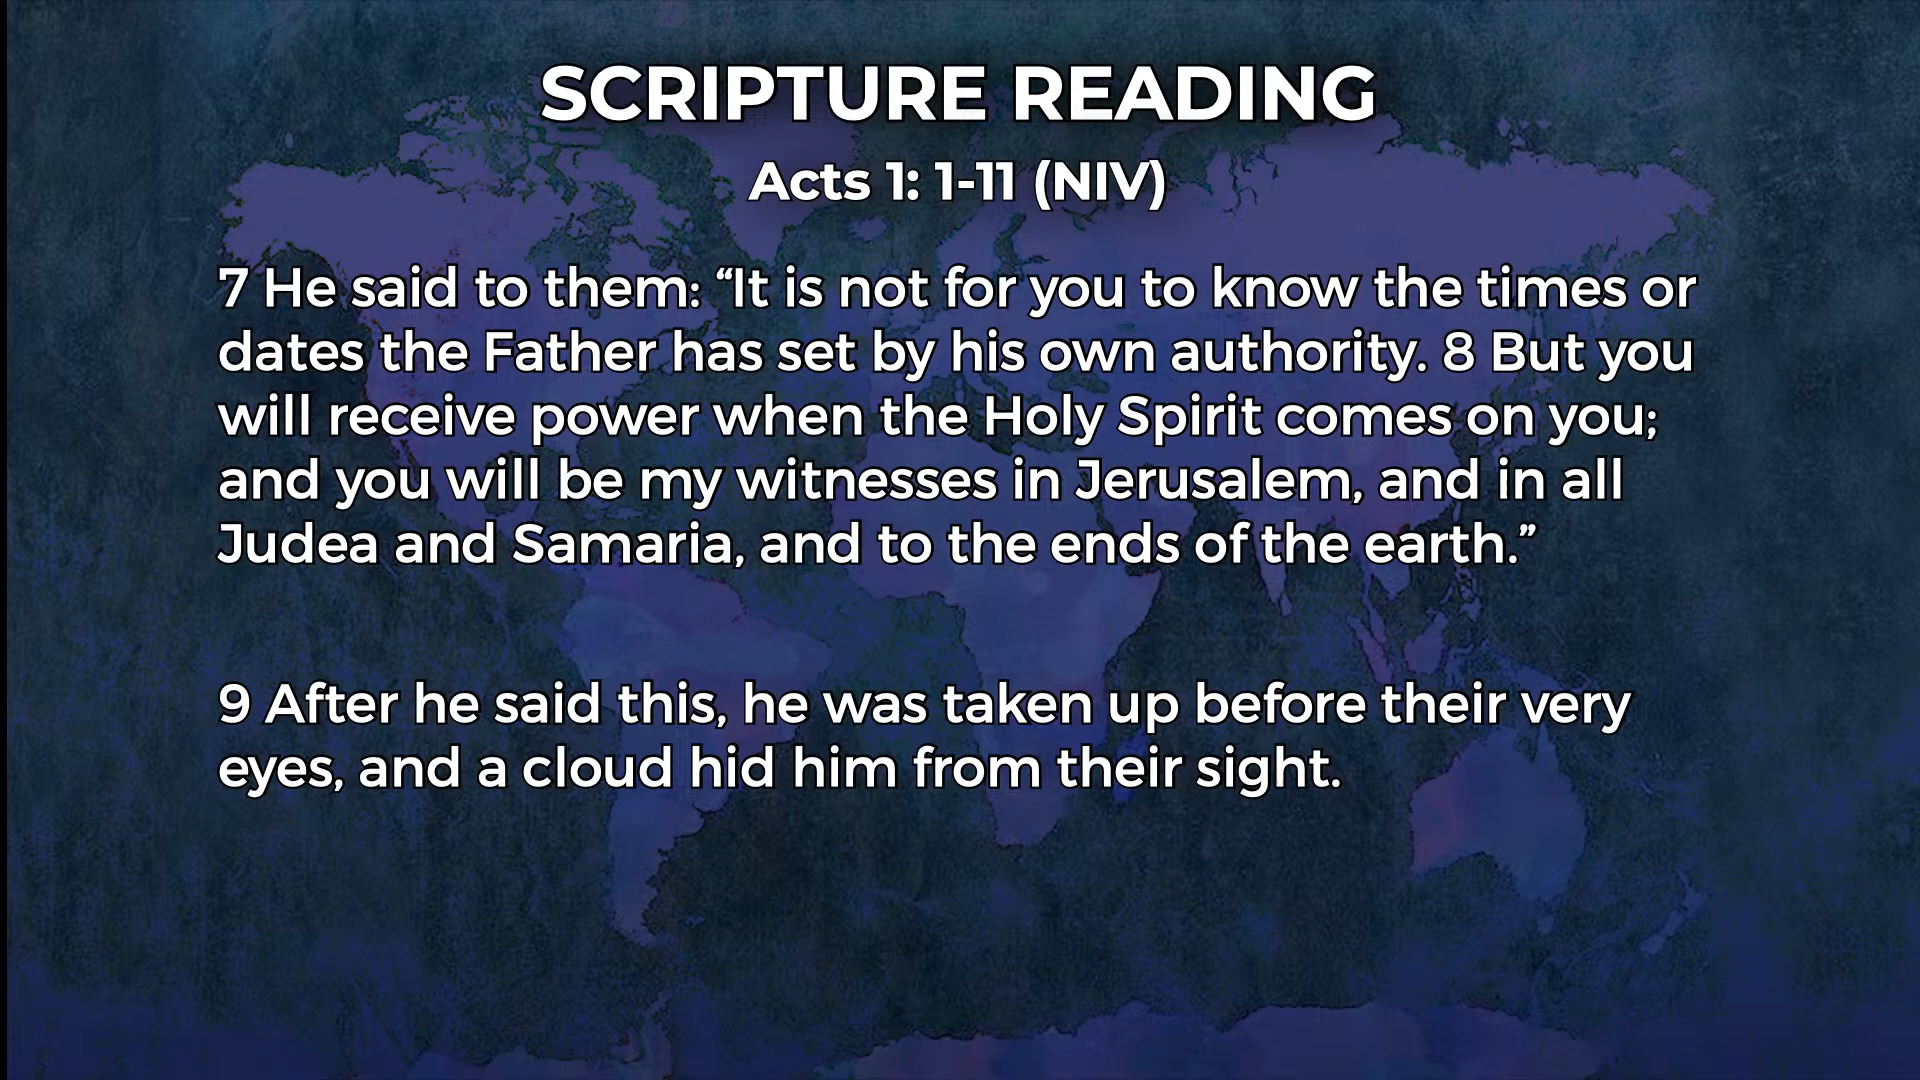 SCRIPTURE READING
Acts 1: 1-11 (NIV)
7 He said to them: “It is not for you to know the times or
dates the Father has set by his own authority. 8 But you
will receive power when the Holy Spirit comes on you;
and you will be my witnesses in Jerusalem, and in all
Judea and Samaria, and to the ends of the earth.”
9 After he said this, he was taken up before their very
eyes, and a cloud hid him from their sight.